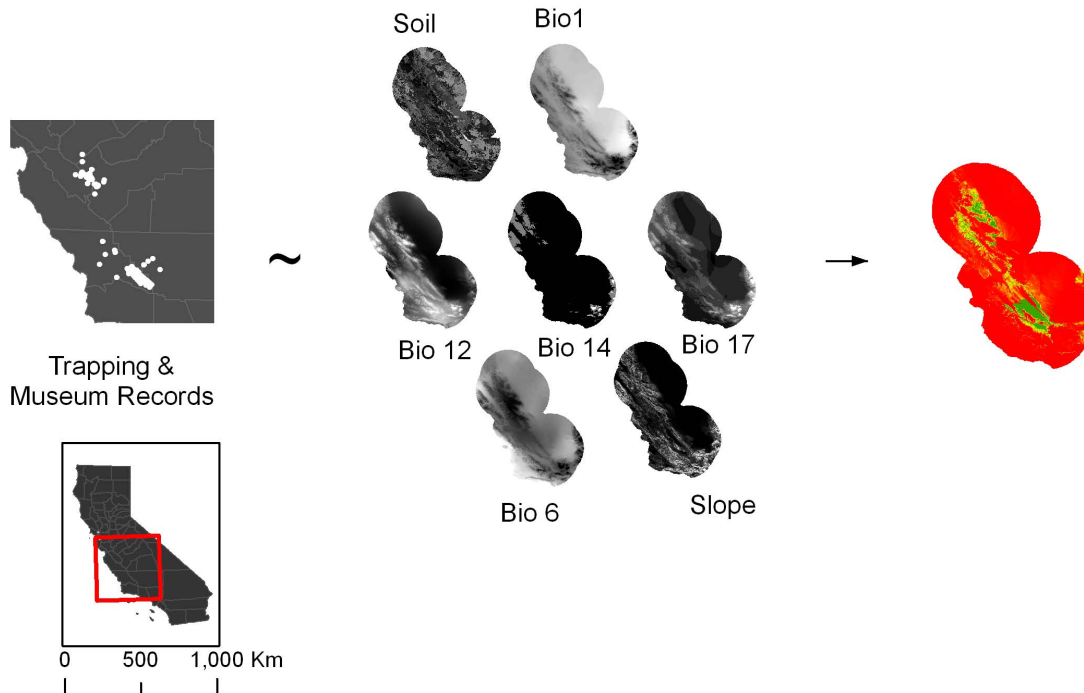 Soil
Bio1
~
Bio 12
Bio 14
Bio 17
Trapping &
Museum Records
Bio 6
Slope
0 500 1,000 Km